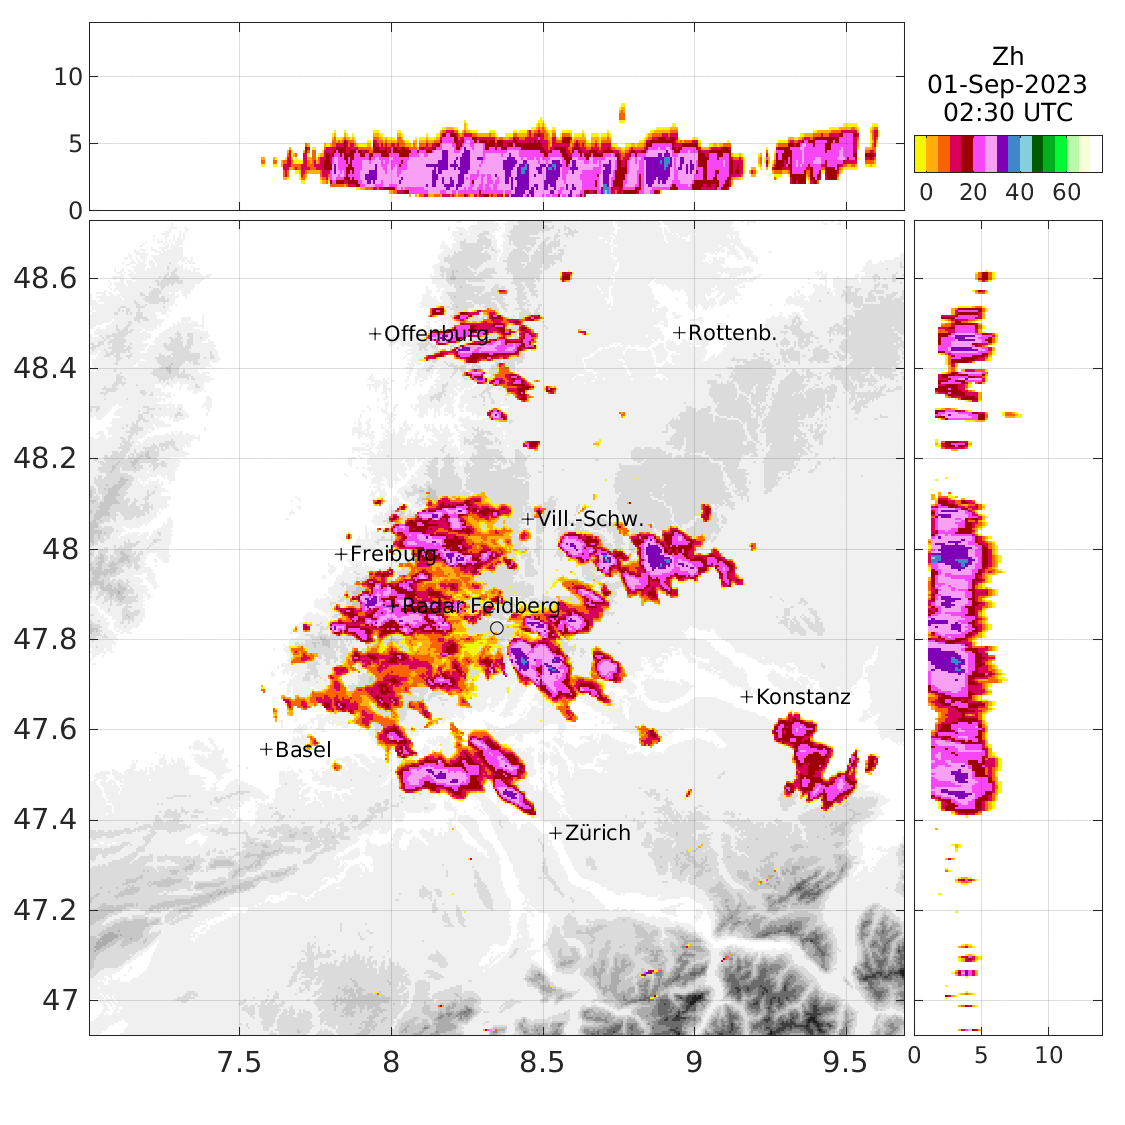 Zh
01-Sep-2023
02:30 UTC
0 20 40 60
10
5
0
48.6
48.4
48.2
48
47.8
47.6
47.4
47.2
47
+Offenburg
+Rottenb.
+Vill.-Schw.
+Freiburg
+Radar Feldberg
+Konstanz
+Basel
+Zürich
7.5 8 8.5 9 9.5
0 5 10